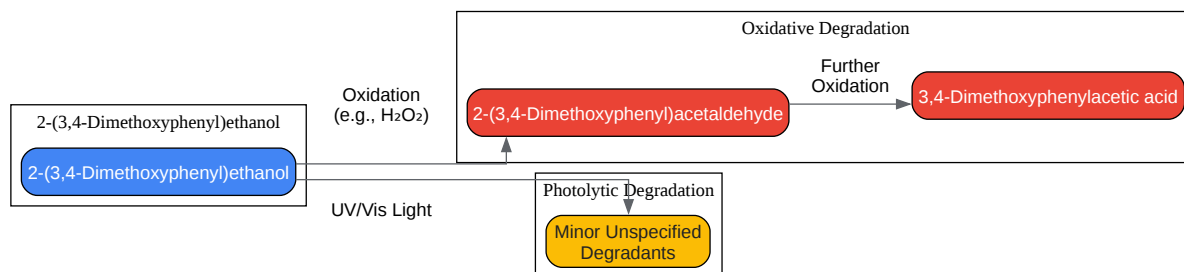 2-(3,4-Dimethoxyphenyl)ethanol
2-(3,4-Dimethoxyphenyl)ethanol
Oxidation
(e.g., H₂O₂)
UV/Vis Light
Oxidative Degradation
2-(3,4-Dimethoxyphenyl)acetaldehyde
Further
Oxidation
3,4-Dimethoxyphenylacetic acid
Photolytic Degradation
Minor Unspecified
Degradants